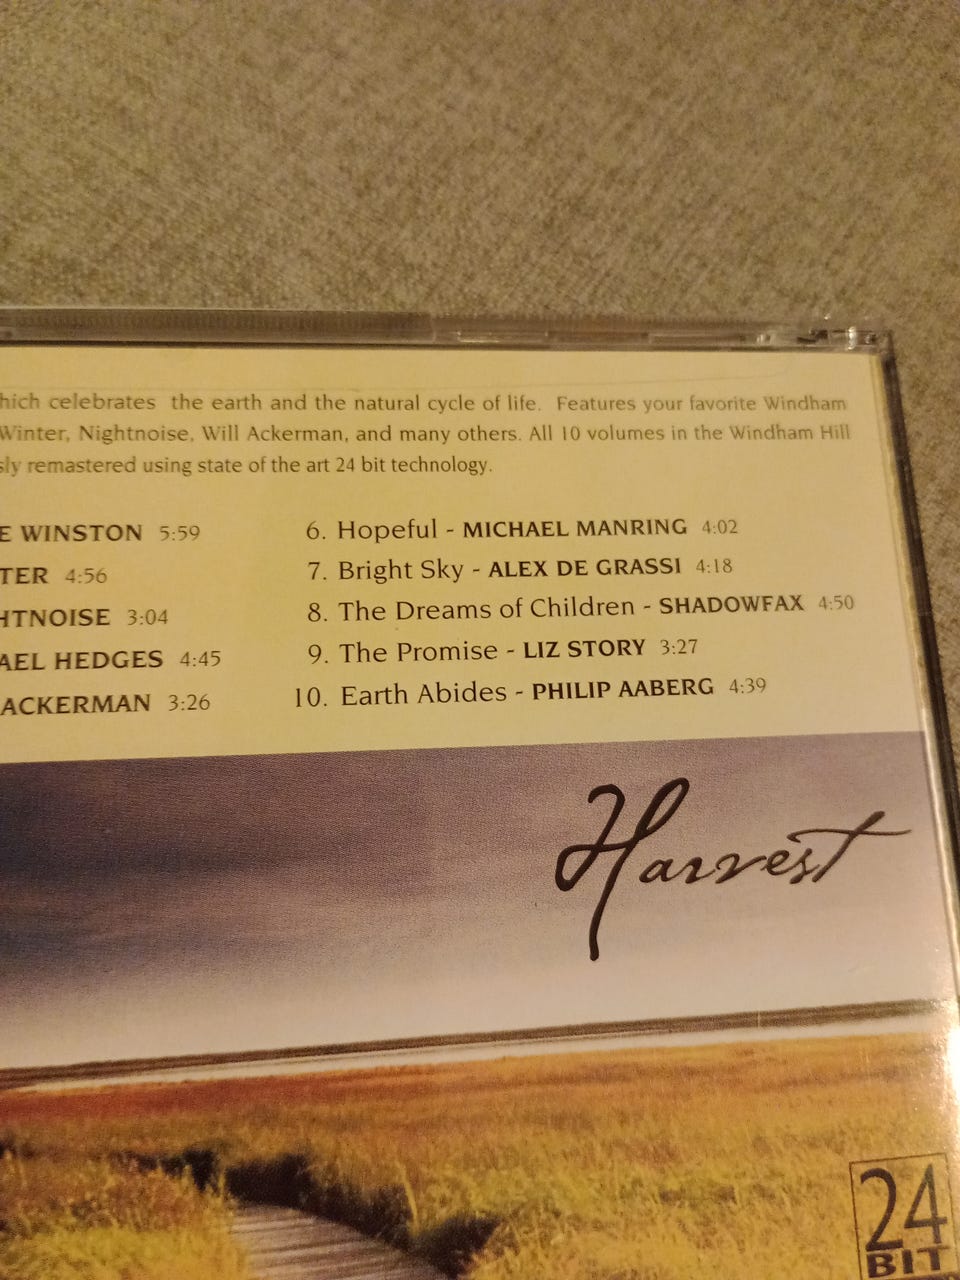 hich celebrates the earth and the natural cycle of life. Features your favorite Windham
Winter, Nightnoise, Will Ackerman, and many others. All 10 volumes in the Windham Hill
sly remastered using state of the art 24 bit technology.
E WINSTON 5:59
TER 4:56
HTNOISE 3:04
AEL HEDGES 4:45
ACKERMAN 3:26
6. Hopeful - MICHAEL MANRING 4:02
7. Bright Sky - ALEX DE GRASSI 4:18
8. The Dreams of Children - SHADOWFAX 4:50
9. The Promise - LIZ STORY 3:27
10. Earth Abides - PHILIP AABERG 4:39
Harvest
24
BIT